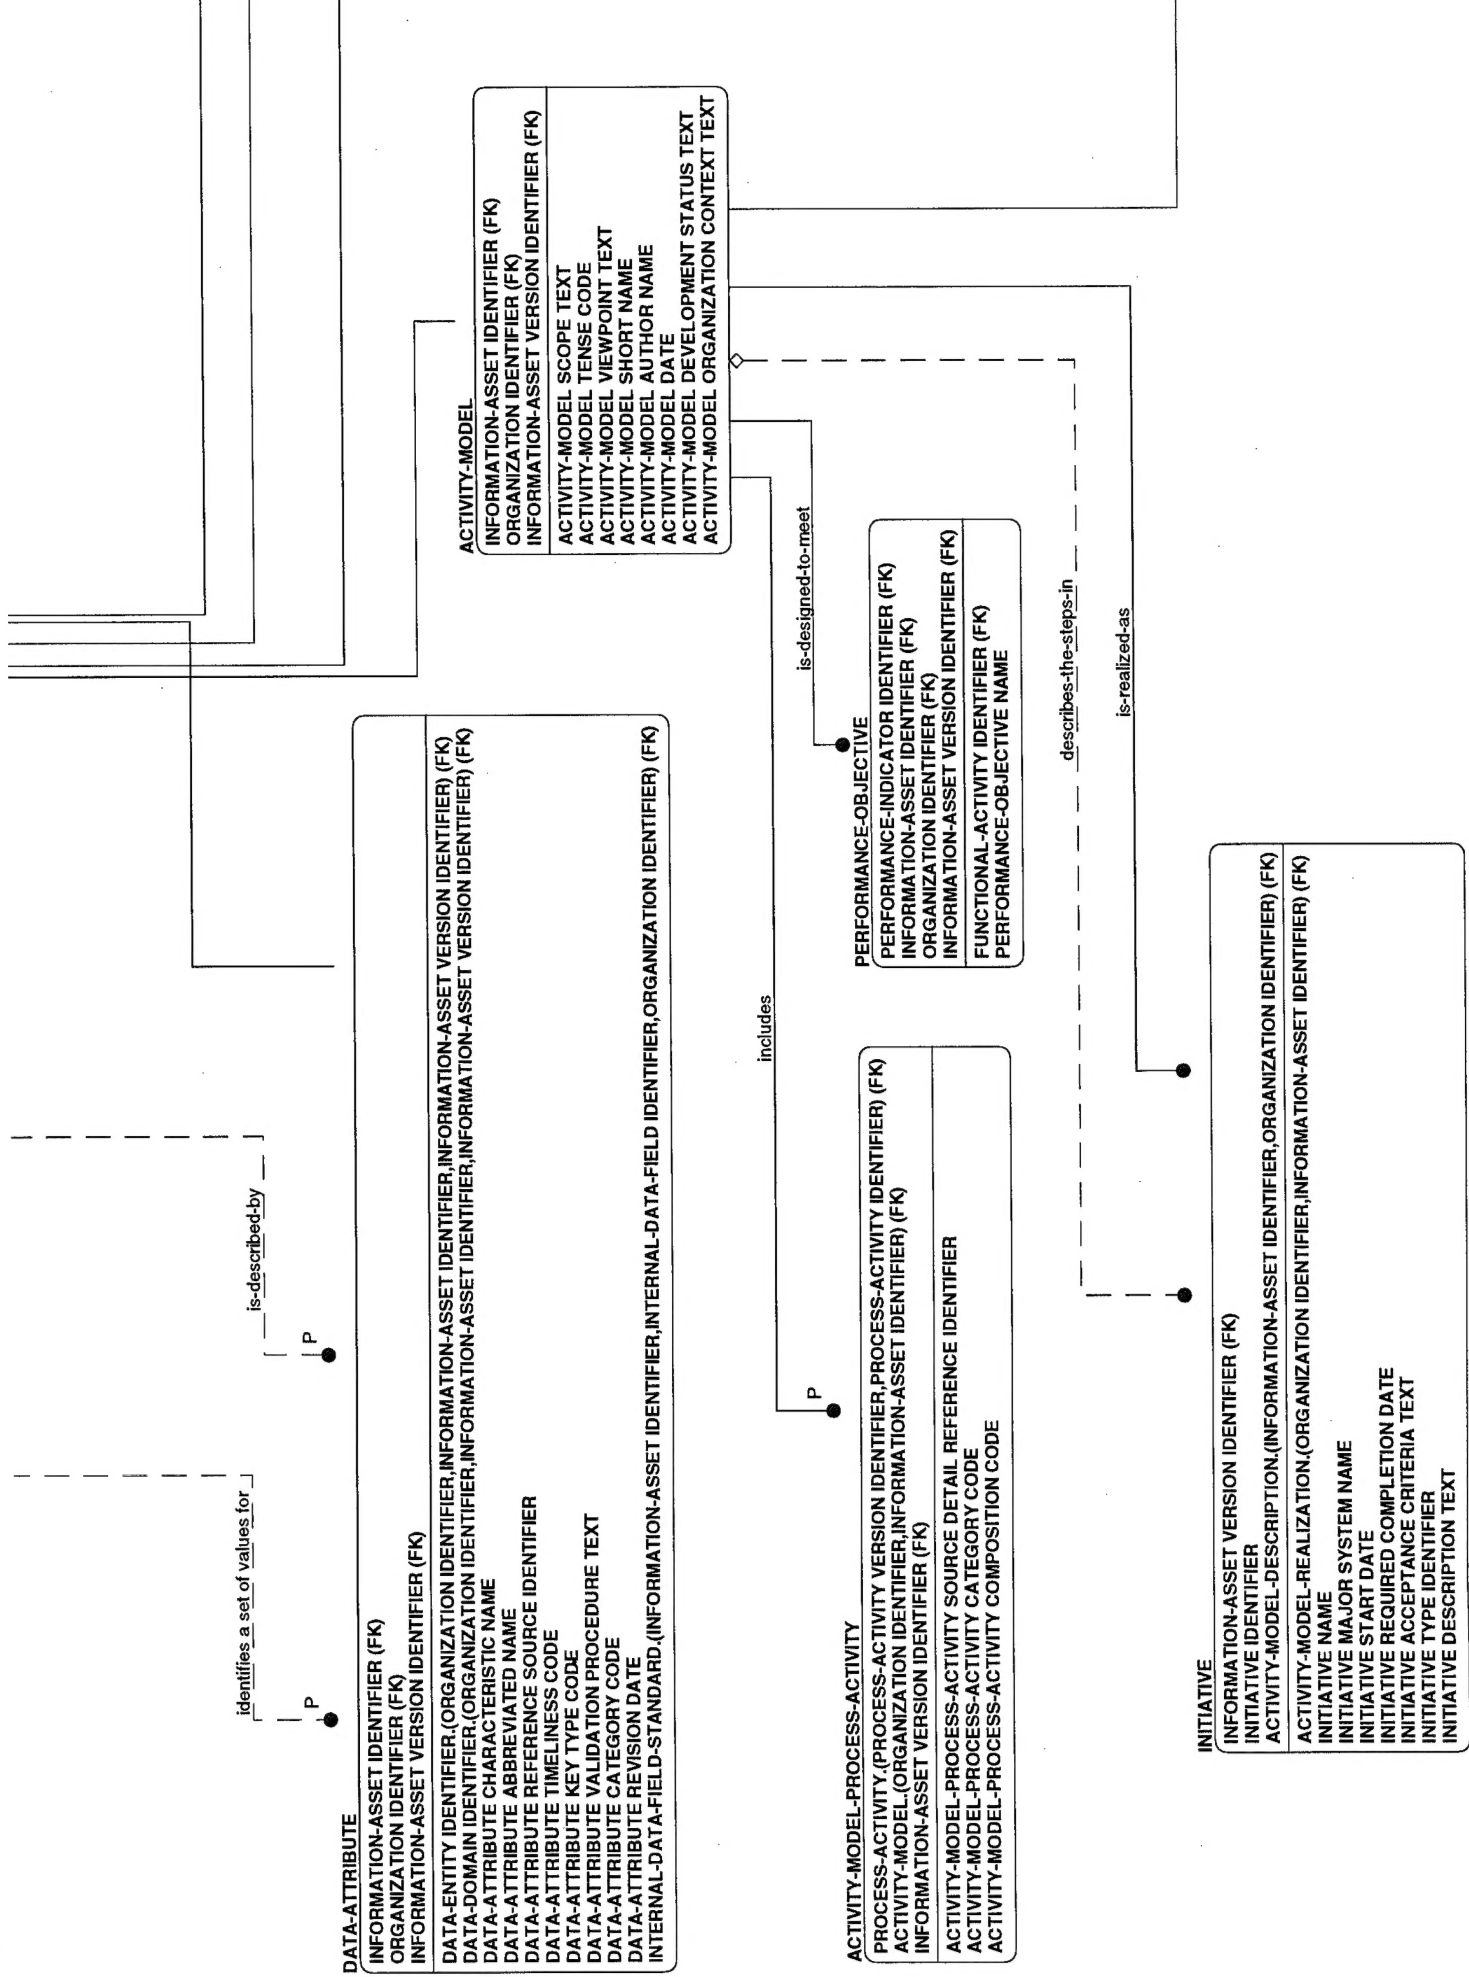 identifies a set of values for
P
is-described-by
P
DATA-ATTRIBUTE
INFORMATION-ASSET IDENTIFIER (FK)
ORGANIZATION IDENTIFIER (FK)
INFORMATION-ASSET VERSION IDENTIFIER (FK)
DATA-ENTITY IDENTIFIER.(ORGANIZATION IDENTIFIER,INFORMATION-ASSET IDENTIFIER,INFORMATION-ASSET IDENTIFIER,INFORMATION-ASSET VERSION IDENTIFIER) (FK)
DATA-DOMAIN IDENTIFIER.(ORGANIZATION IDENTIFIER,INFORMATION-ASSET IDENTIFIER,INFORMATION-ASSET IDENTIFIER,INFORMATION-ASSET VERSION IDENTIFIER) (FK)
DATA-ATTRIBUTE CHARACTERISTIC NAME
DATA-ATTRIBUTE ABBREVIATED NAME
DATA-ATTRIBUTE REFERENCE SOURCE IDENTIFIER
DATA-ATTRIBUTE TIMELINESS CODE
DATA-ATTRIBUTE KEY TYPE CODE
DATA-ATTRIBUTE VALIDATION PROCEDURE TEXT
DATA-ATTRIBUTE CATEGORY CODE
DATA-ATTRIBUTE REVISION DATE
INTERNAL-DATA-FIELD-STANDARD.(INFORMATION-ASSET IDENTIFIER,INTERNAL-DATA-FIELD IDENTIFIER,ORGANIZATION IDENTIFIER) (FK)
ACTIVITY-MODEL
INFORMATION-ASSET IDENTIFIER (FK)
ORGANIZATION IDENTIFIER (FK)
INFORMATION-ASSET VERSION IDENTIFIER (FK)
ACTIVITY-MODEL SCOPE TEXT
ACTIVITY-MODEL TENSE CODE
ACTIVITY-MODEL VIEWPOINT TEXT
ACTIVITY-MODEL SHORT NAME
ACTIVITY-MODEL AUTHOR NAME
ACTIVITY-MODEL DATE
ACTIVITY-MODEL DEVELOPMENT STATUS TEXT
ACTIVITY-MODEL ORGANIZATION CONTEXT TEXT
includes
P
is-designed-to-meet
ACTIVITY-MODEL-PROCESS-ACTIVITY
PROCESS-ACTIVITY.(PROCESS-ACTIVITY VERSION IDENTIFIER,PROCESS-ACTIVITY IDENTIFIER) (FK)
ACTIVITY-MODEL.(ORGANIZATION IDENTIFIER,INFORMATION-ASSET IDENTIFIER) (FK)
INFORMATION-ASSET VERSION IDENTIFIER (FK)
ACTIVITY-MODEL-PROCESS-ACTIVITY SOURCE DETAIL REFERENCE IDENTIFIER
ACTIVITY-MODEL-PROCESS-ACTIVITY CATEGORY CODE
ACTIVITY-MODEL-PROCESS-ACTIVITY COMPOSITION CODE
PERFORMANCE-OBJECTIVE
PERFORMANCE-INDICATOR IDENTIFIER (FK)
INFORMATION-ASSET IDENTIFIER (FK)
ORGANIZATION IDENTIFIER (FK)
INFORMATION-ASSET VERSION IDENTIFIER (FK)
FUNCTIONAL-ACTIVITY IDENTIFIER (FK)
PERFORMANCE-OBJECTIVE NAME
describes-the-steps-in
is-realized-as
INITIATIVE
INFORMATION-ASSET VERSION IDENTIFIER (FK)
INITIATIVE IDENTIFIER
ACTIVITY-MODEL-DESCRIPTION.(INFORMATION-ASSET IDENTIFIER,ORGANIZATION IDENTIFIER) (FK)
ACTIVITY-MODEL-REALIZATION.(ORGANIZATION IDENTIFIER,INFORMATION-ASSET IDENTIFIER) (FK)
INITIATIVE NAME
INITIATIVE MAJOR SYSTEM NAME
INITIATIVE START DATE
INITIATIVE REQUIRED COMPLETION DATE
INITIATIVE ACCEPTANCE CRITERIA TEXT
INITIATIVE TYPE IDENTIFIER
INITIATIVE DESCRIPTION TEXT